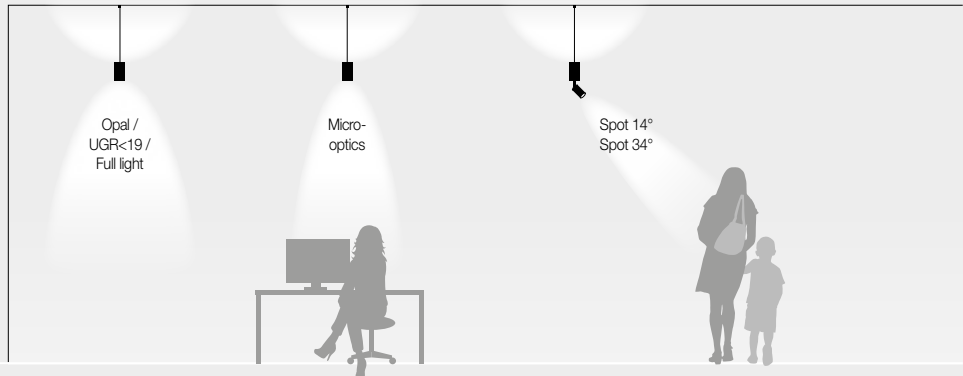 Opal /
UGR<19 /
Full light
Micro-
optics
Spot 14°
Spot 34°